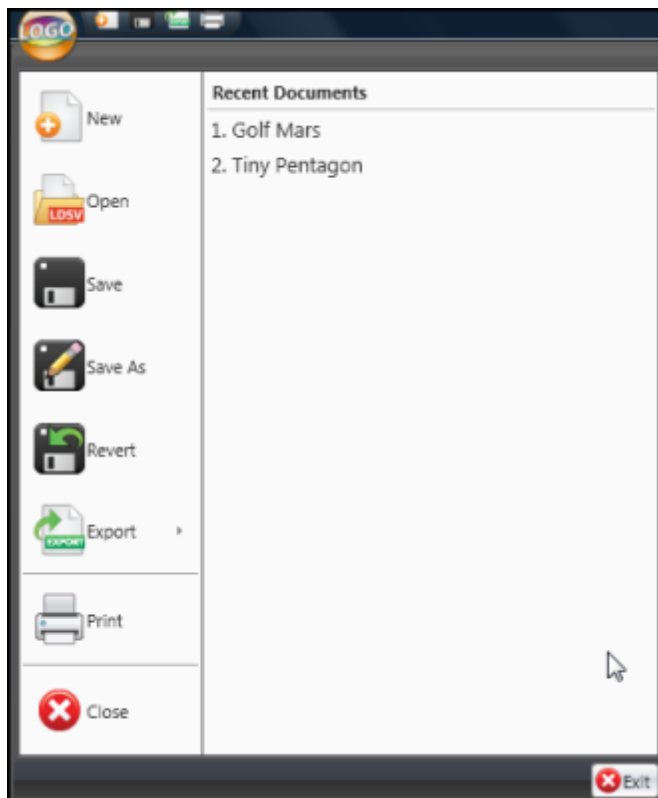 LOGO
Recent Documents
New
1. Golf Mars
2. Tiny Pentagon
Open
LDSV
Save
Save As
Revert
Export
EXPORT
Print
Close
Exit